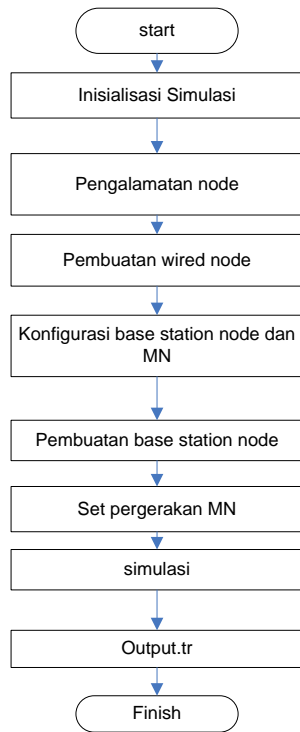 start
Inisialisasi Simulasi
Pengalamatan node
Pembuatan wired node
Konfigurasi base station node dan
MN
Pembuatan base station node
Set pergerakan MN
simulasi
Output.tr
Finish